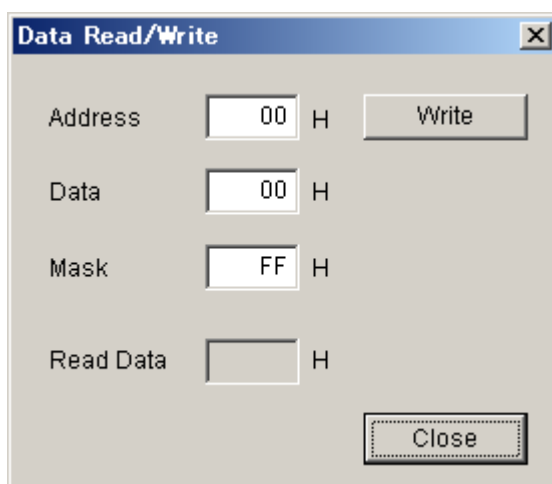 Data Read/Write
Address 00 H Write
Data 00 H
Mask FF H
Read Data H
Close